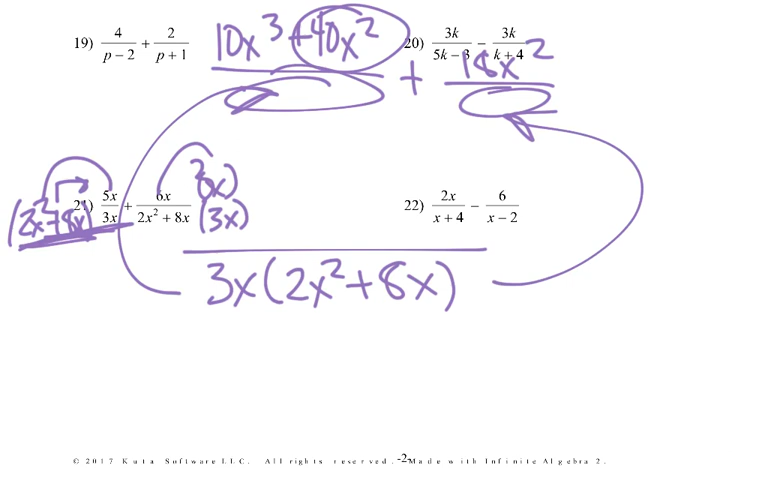 19) 4/(p − 2) + 2/(p + 1)
10x³ + 40x²
+ 18x²
20) 3k/(5k − 3) − 3k/(k + 4)
(2x² + 8x) 21) 5x/3x + 6x/(2x² + 8x) (3x)/(3x)
22) 2x/(x + 4) − 6/(x − 2)
3x(2x² + 8x)
© 2017 Kuta Software LLC. All rights reserved. -2- Made with Infinite Algebra 2.